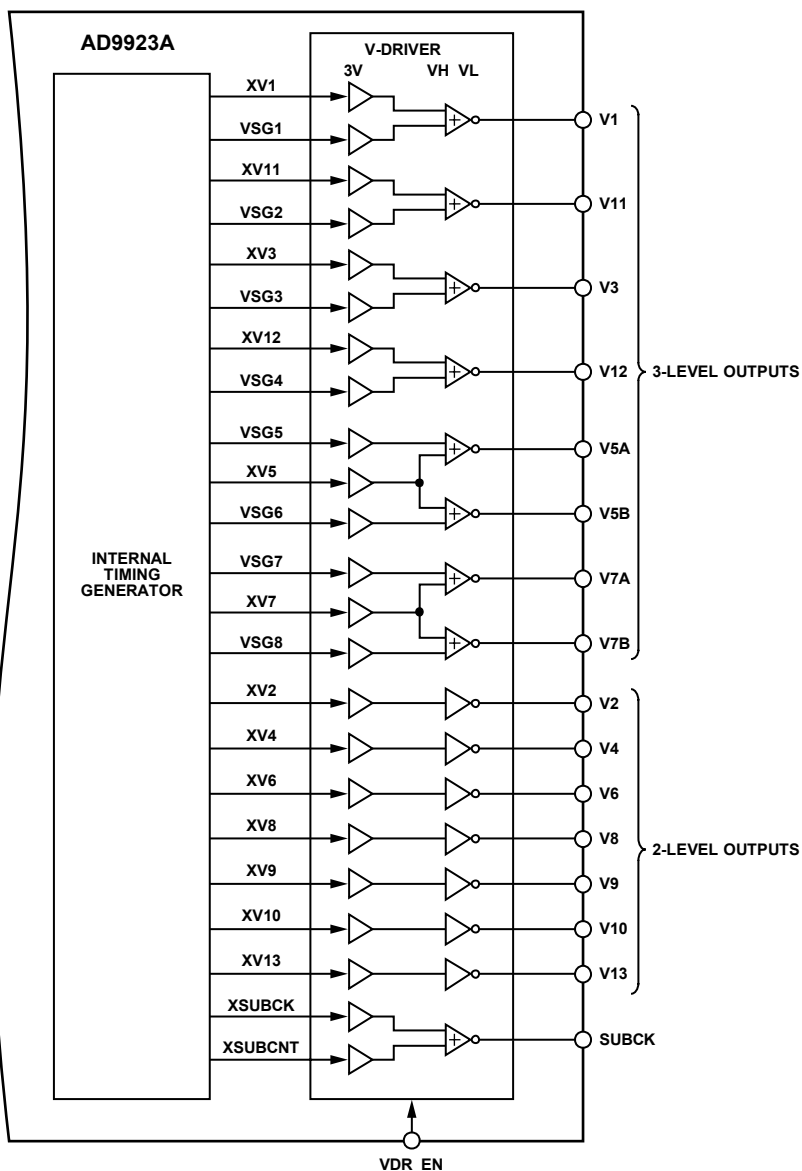 AD9923A
V-DRIVER
3V VH VL
XV1
V1
VSG1
XV11
V11
VSG2
XV3
V3
VSG3
XV12
V12
3-LEVEL OUTPUTS
VSG4
VSG5
V5A
XV5
V5B
VSG6
INTERNAL
TIMING
GENERATOR
VSG7
V7A
XV7
V7B
VSG8
XV2
V2
XV4
V4
XV6
V6
XV8
V8
2-LEVEL OUTPUTS
XV9
V9
XV10
V10
XV13
V13
XSUBCK
SUBCK
XSUBCNT
VDR_EN